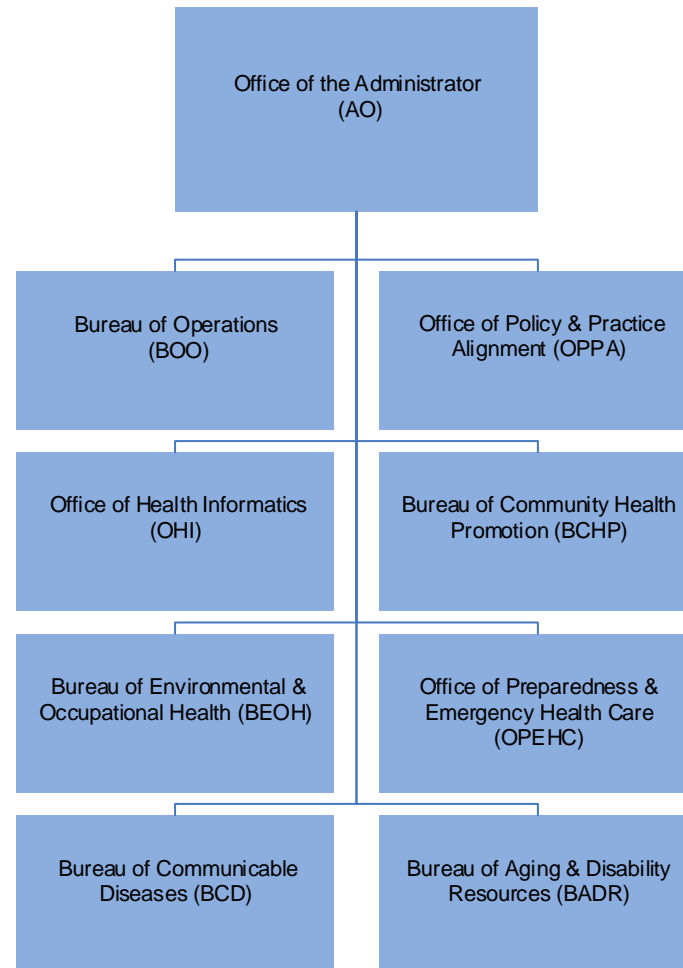 Office of the Administrator
(AO)
Bureau of Operations
(BOO)
Office of Policy & Practice
Alignment (OPPA)
Office of Health Informatics
(OHI)
Bureau of Community Health
Promotion (BCHP)
Bureau of Environmental &
Occupational Health (BEOH)
Office of Preparedness &
Emergency Health Care
(OPEHC)
Bureau of Communicable
Diseases (BCD)
Bureau of Aging & Disability
Resources (BADR)